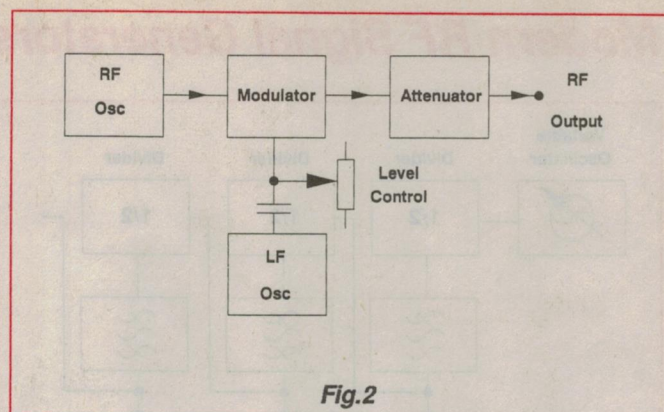 RF
Osc
Modulator
Attenuator
RF
Output
Level
Control
LF
Osc
Fig.2